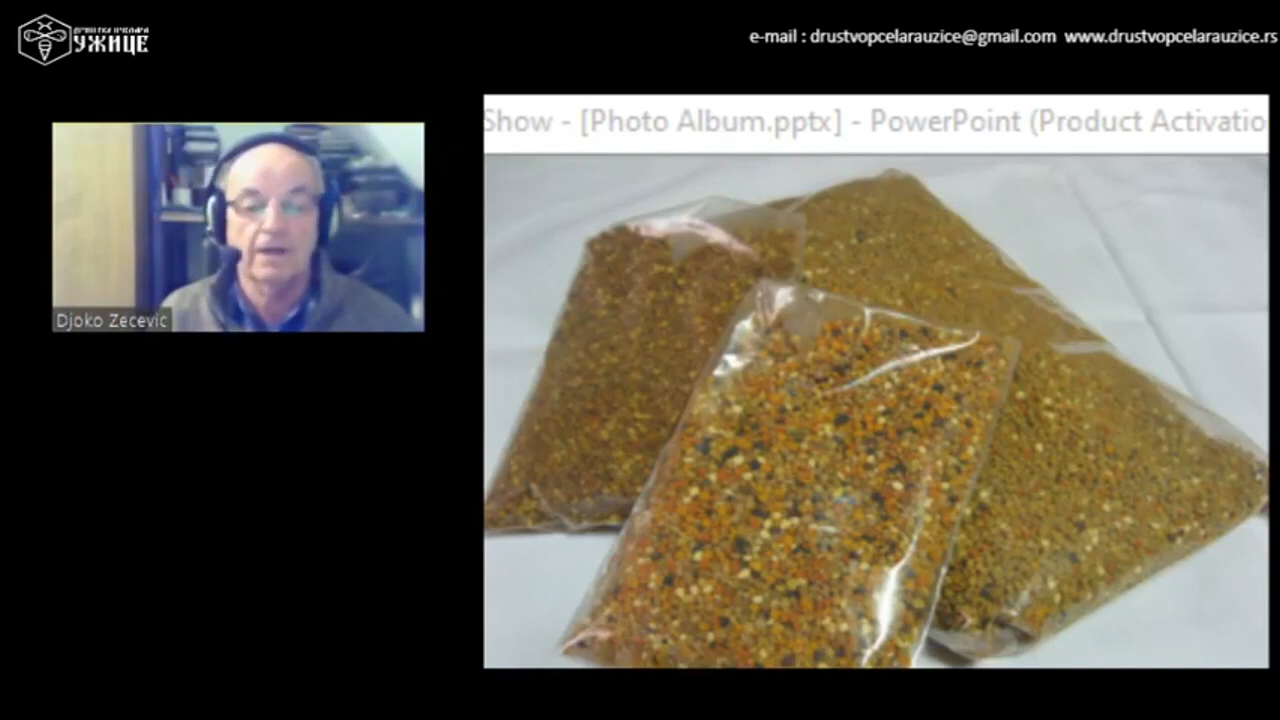 УЖИЦЕ
e-mail : drustvopcelarauzice@gmail.com www.drustvopcelarauzice.rs
Show - [Photo Album.pptx] - PowerPoint (Product Activatio
Djoko Zecevic